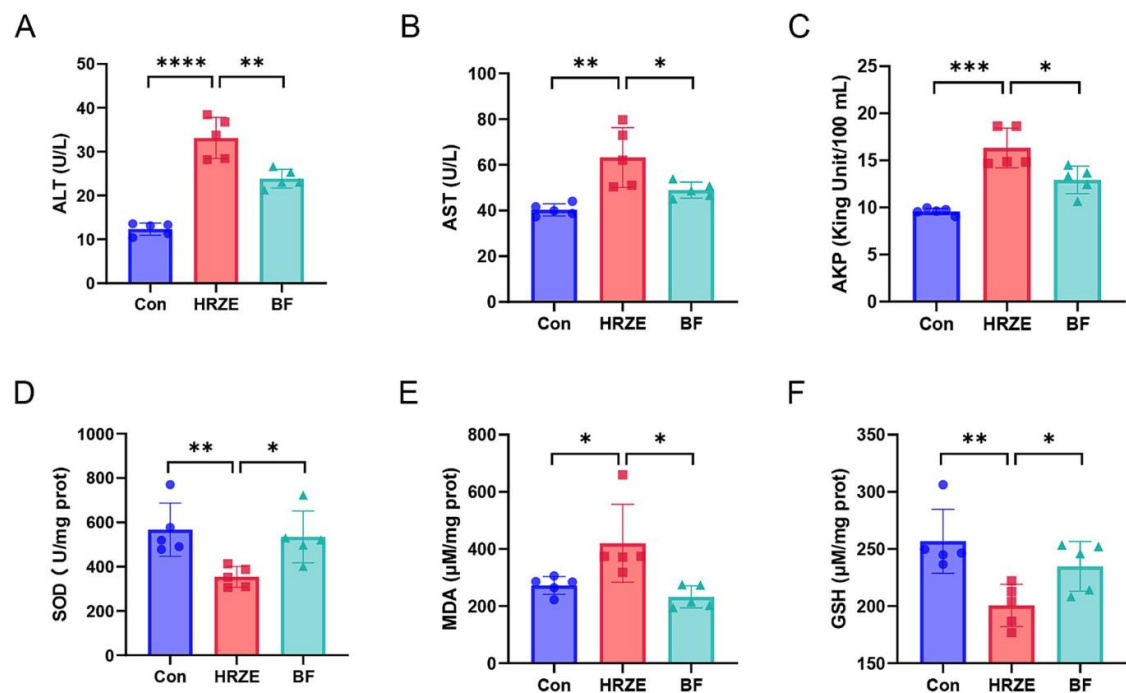 A
ALT (U/L)
50
40
30
20
10
0
**** **
Con HRZE BF
B
AST (U/L)
100
80
60
40
20
0
** *
Con HRZE BF
C
AKP (King Unit/100 mL)
25
20
15
10
5
0
*** *
Con HRZE BF
D
SOD ( U/mg prot)
1000
800
600
400
200
0
** *
Con HRZE BF
E
MDA (μM/mg prot)
800
600
400
200
0
* *
Con HRZE BF
F
GSH (μM/mg prot)
350
300
250
200
150
** *
Con HRZE BF